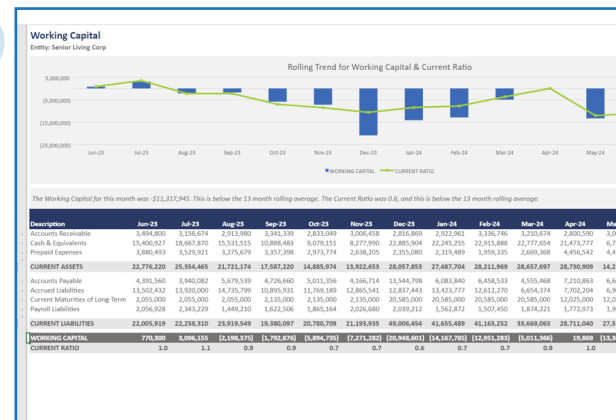 Working Capital
Entity: Senior Living Corp
Rolling Trend for Working Capital & Current Ratio
5,000,000
(5,000,000)
(15,000,000)
(25,000,000)
Jun-23 Jul-23 Aug-23 Sep-23 Oct-23 Nov-23 Dec-23 Jan-24 Feb-24 Mar-24 Apr-24 May-24
WORKING CAPITAL CURRENT RATIO
The Working Capital for this month was -$11,317,945. This is below the 13 month rolling average. The Current Ratio was 0.6, and this is below the 13 month rolling average.
Description Jun-23 Jul-23 Aug-23 Sep-23 Oct-23 Nov-23 Dec-23 Jan-24 Feb-24 Mar-24 Apr-24 Ma
Accounts Receivable 3,494,800 3,156,674 2,913,980 3,341,309 2,833,049 3,006,458 2,816,869 2,922,961 3,336,746 3,210,674 2,800,590 3,0
Cash & Equivalents 15,400,927 18,667,870 15,531,515 10,888,483 9,079,151 8,277,990 22,885,904 22,245,255 22,915,888 22,777,654 21,473,777 6,7
Prepaid Expenses 3,880,493 3,529,921 3,275,679 3,357,398 2,973,774 2,638,205 2,355,080 2,319,489 1,959,335 2,669,368 4,456,542 4,4
CURRENT ASSETS 22,776,220 25,354,465 21,721,174 17,587,220 14,885,974 13,922,653 28,057,853 27,487,704 28,211,969 28,657,697 28,730,909 14,2
Accounts Payable 4,391,560 3,940,082 5,679,539 4,726,660 5,011,356 4,166,714 13,544,798 6,083,840 6,458,533 4,555,468 7,210,863 6,6
Accrued Liabilities 13,502,432 13,920,000 14,735,799 10,895,931 11,769,189 12,865,541 12,837,443 13,423,777 12,612,270 6,654,374 7,702,204 6,9
Current Maturities of Long-Term 2,055,000 2,055,000 2,055,000 2,135,000 2,135,000 2,135,000 20,585,000 20,585,000 20,585,000 20,585,000 12,025,000 12,0
Payroll Liabilities 2,056,928 2,343,229 1,449,210 1,622,506 1,865,164 2,026,680 2,039,212 1,562,872 1,507,450 1,874,221 1,772,973 1,9
CURRENT LIABILITIES 22,005,919 22,258,310 23,919,549 19,380,097 20,780,709 21,193,935 49,006,454 41,655,489 41,163,252 33,669,063 28,711,040 27,5
WORKING CAPITAL 770,300 3,096,155 (2,198,375) (1,792,876) (5,894,735) (7,271,282) (20,948,601) (14,167,785) (12,951,283) (5,011,366) 19,869 (13,3
CURRENT RATIO 1.0 1.1 0.9 0.9 0.7 0.7 0.6 0.7 0.7 0.9 1.0